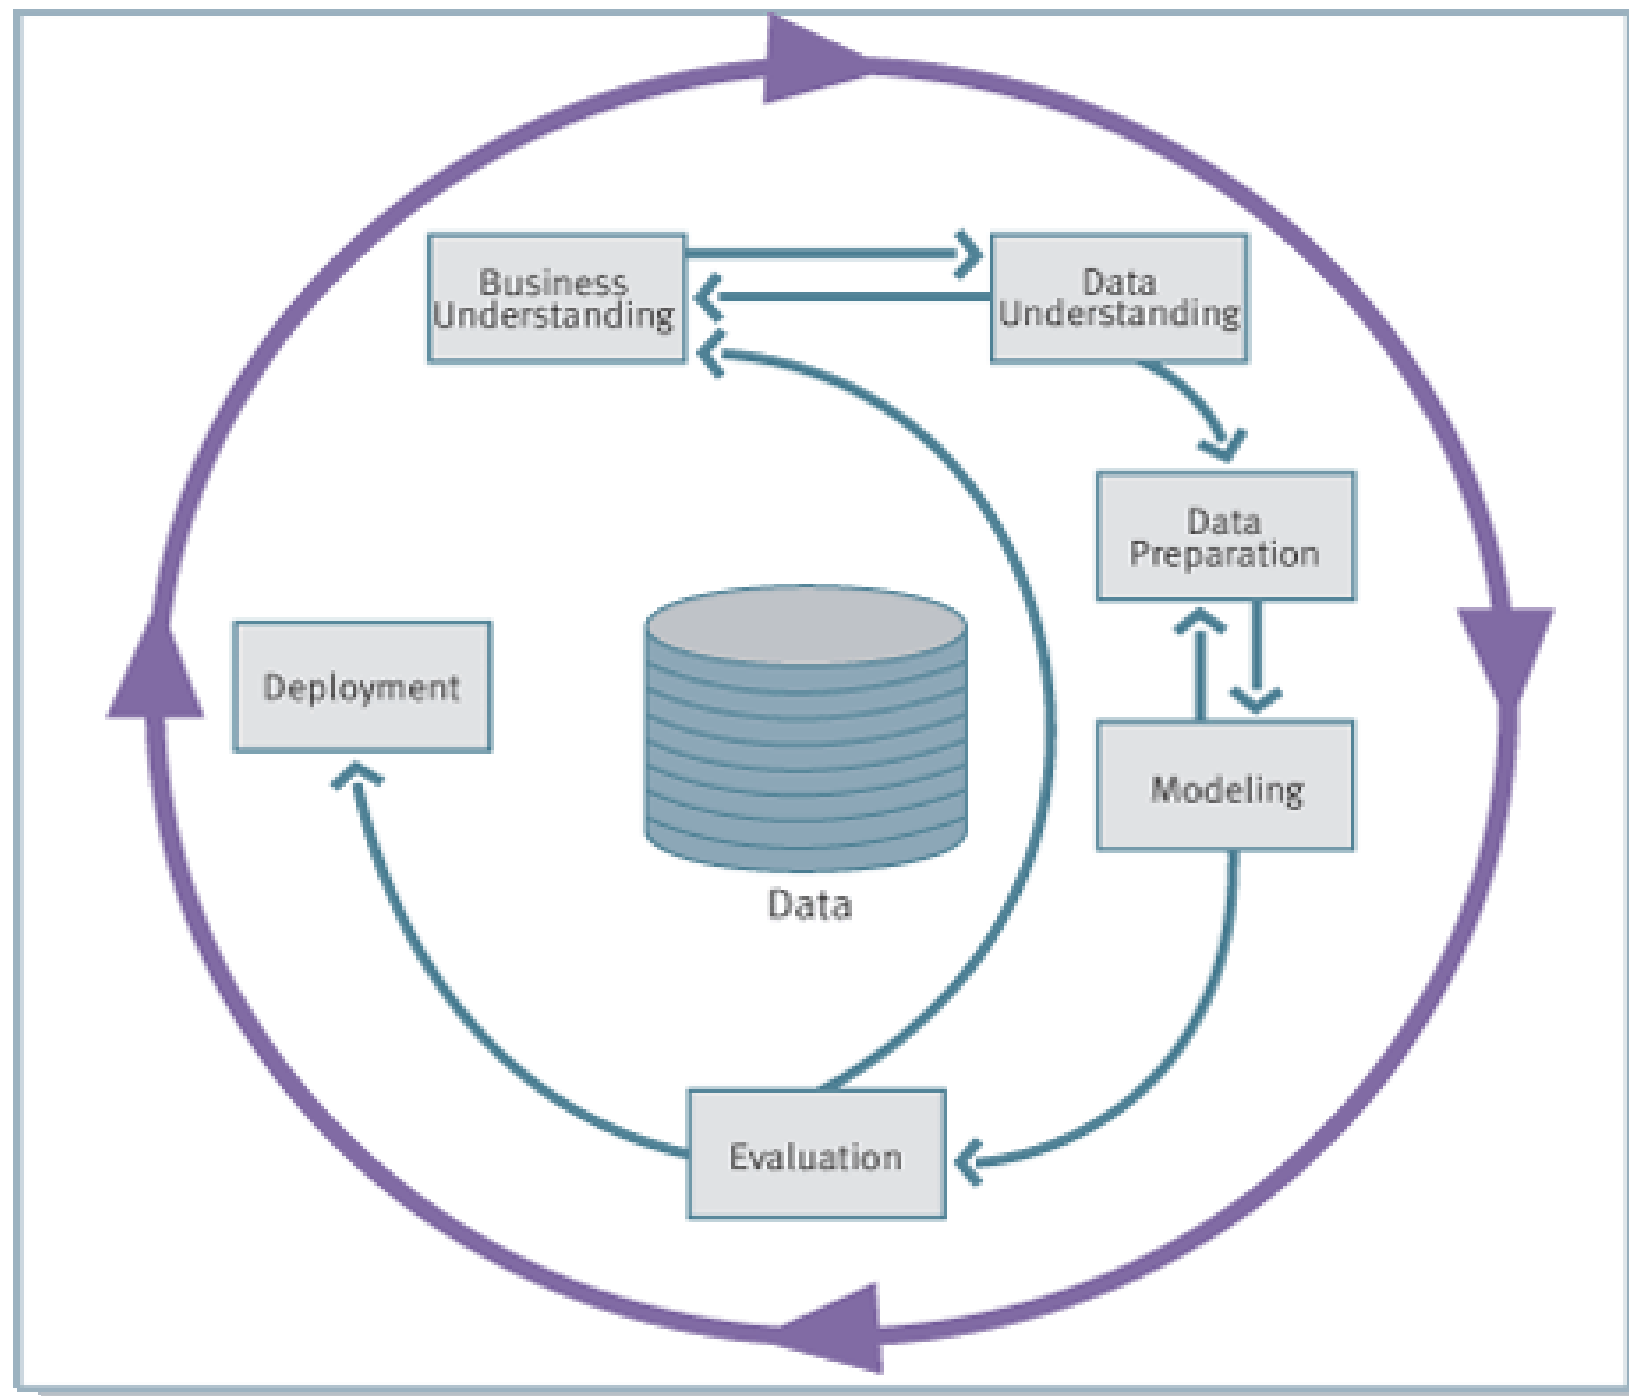 Business
Understanding
Data
Understanding
Data
Preparation
Deployment
Modeling
Data
Evaluation